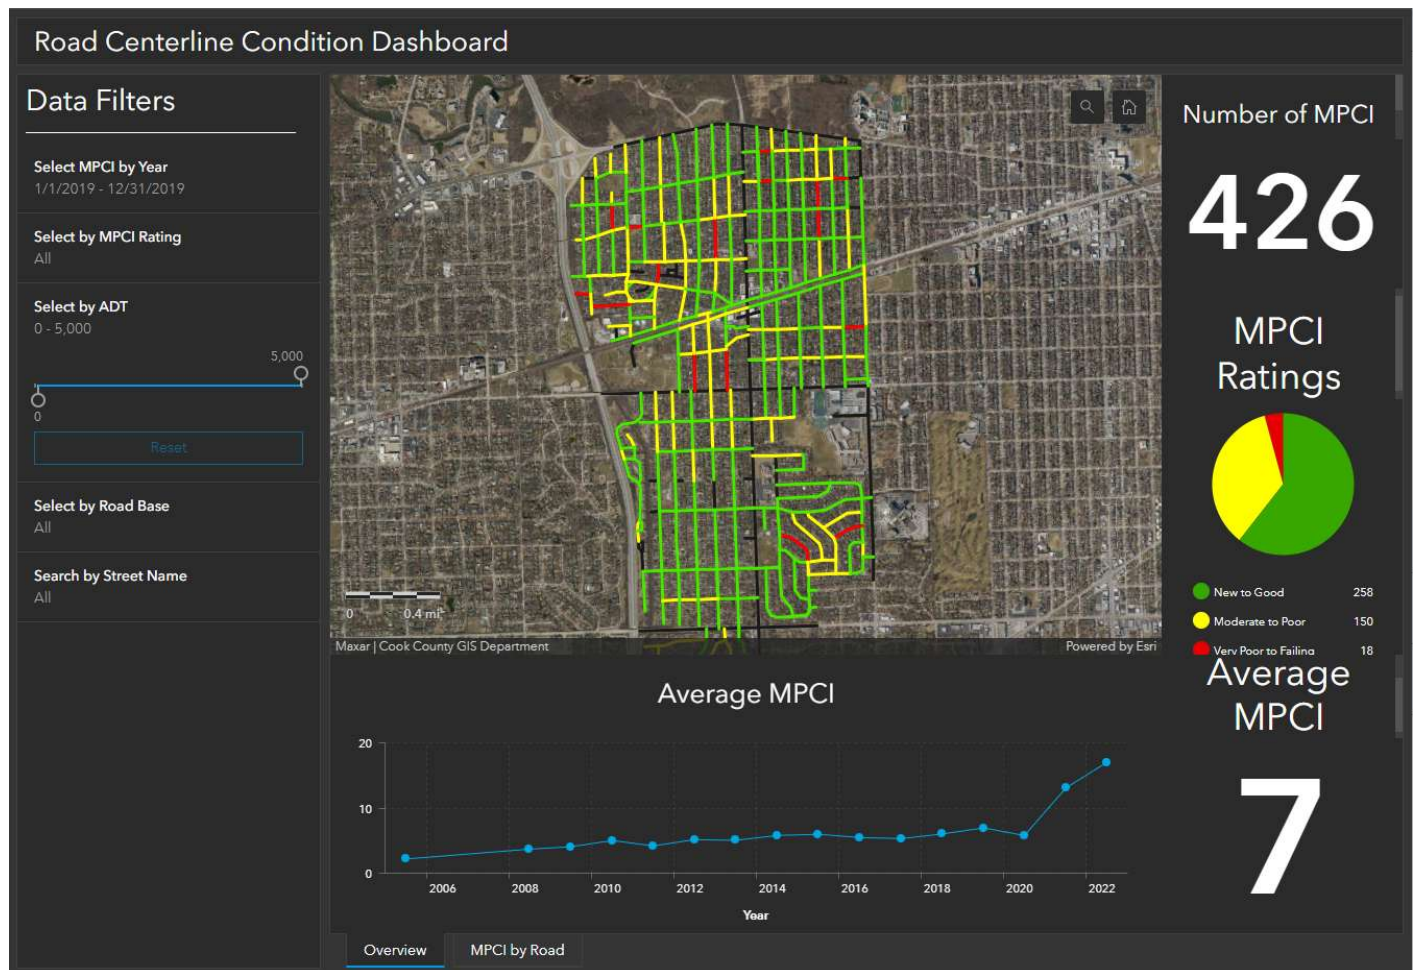 Road Centerline Condition Dashboard
Data Filters
Select MPCI by Year
1/1/2019 - 12/31/2019
Select by MPCI Rating
All
Select by ADT
0 - 5,000
5,000
0
Reset
Select by Road Base
All
Search by Street Name
All
0 0.4 mi
Maxar | Cook County GIS Department
Powered by Esri
Number of MPCI
426
MPCI
Ratings
New to Good 258
Moderate to Poor 150
Very Poor to Failing 18
Average
MPCI
7
Average MPCI
20
10
0
2006 2008 2010 2012 2014 2016 2018 2020 2022
Year
Overview MPCI by Road